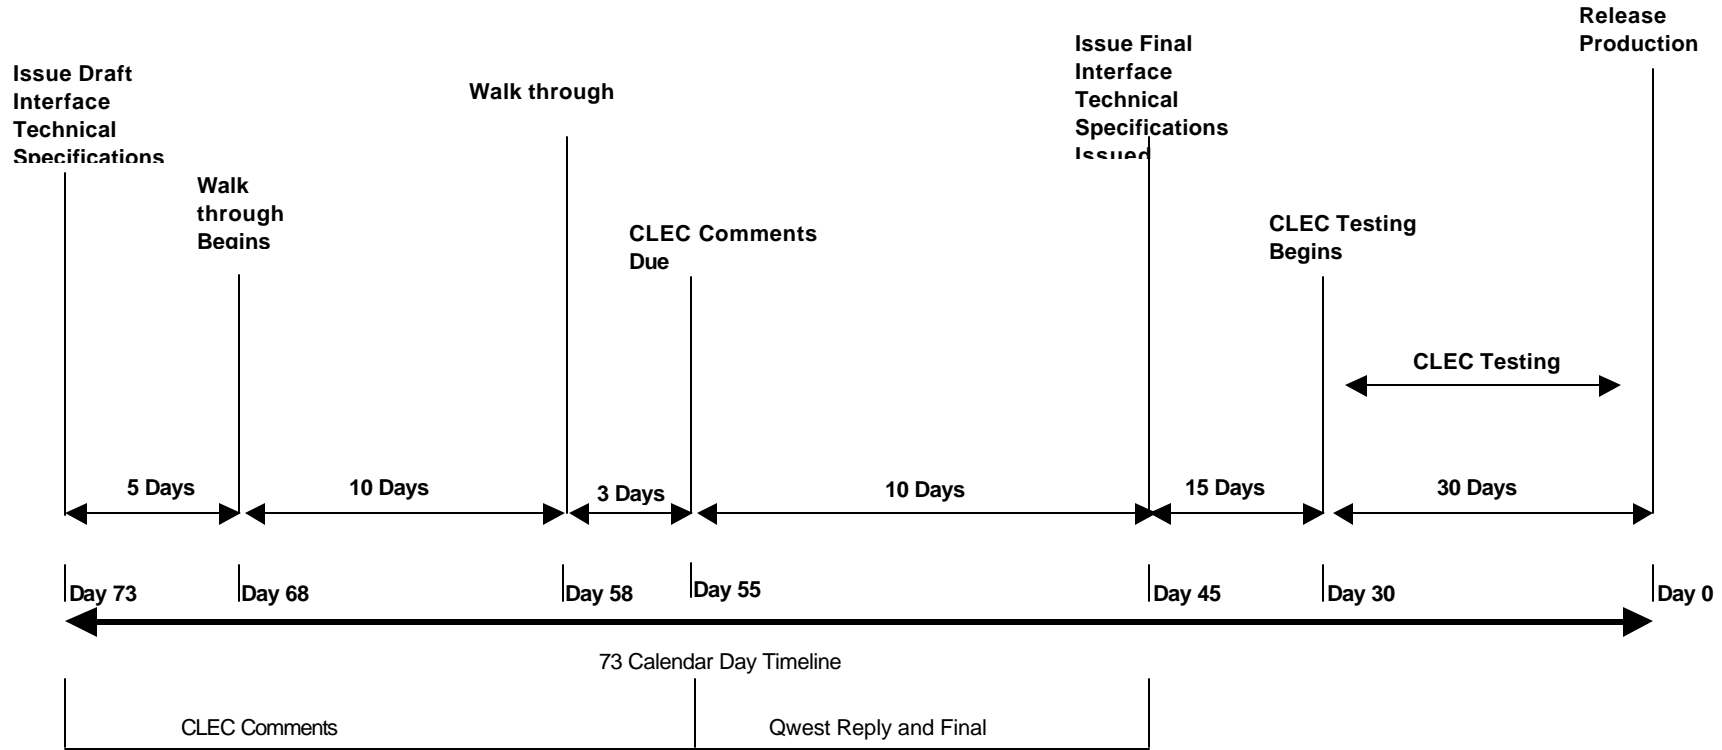 Release
Production
Issue Final
Interface
Technical
Specifications
Issued
Issue Draft
Interface
Technical
Specifications
Walk through
Walk
through
Begins
CLEC Comments
Due
CLEC Testing
Begins
CLEC Testing
5 Days
10 Days
3 Days
10 Days
15 Days
30 Days
Day 73
Day 68
Day 58
Day 55
Day 45
Day 30
Day 0
73 Calendar Day Timeline
CLEC Comments
Qwest Reply and Final